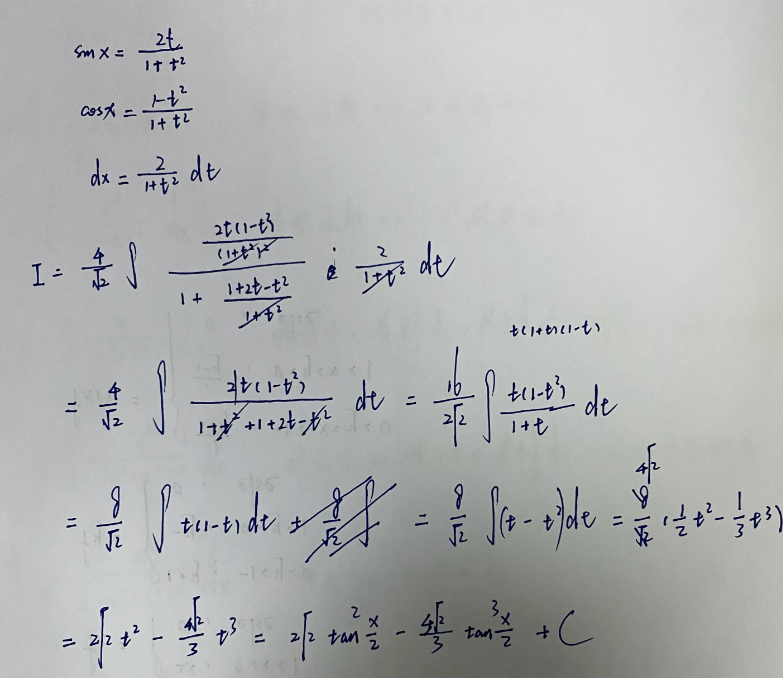 sin x = \frac{2t}{1+t^2}
cos x = \frac{1-t^2}{1+t^2}
dx = \frac{2}{1+t^2} dt
I = \frac{4}{\sqrt{2}} \int \frac{\frac{2t(1-t^2)}{(1+t^2)^2}}{1 + \frac{1+2t-t^2}{1+t^2}} · \frac{2}{1+t^2} dt
t(1+t)(1-t)
= \frac{4}{\sqrt{2}} \int \frac{2t(1-t^2)}{1+t^2+1+2t-t^2} dt = \frac{16}{2\sqrt{2}} \int \frac{t(1-t^2)}{1+t} dt
= \frac{8}{\sqrt{2}} \int t(1-t) dt = \frac{8}{\sqrt{2}} \int (t-t^2) dt = \frac{8}{\sqrt{2}} 4\sqrt{2} (\frac{1}{2}t^2 - \frac{1}{3}t^3)
= 2\sqrt{2} t^2 - \frac{4\sqrt{2}}{3} t^3 = 2\sqrt{2} tan^2 \frac{x}{2} - \frac{4\sqrt{2}}{3} tan^3 \frac{x}{2} + C